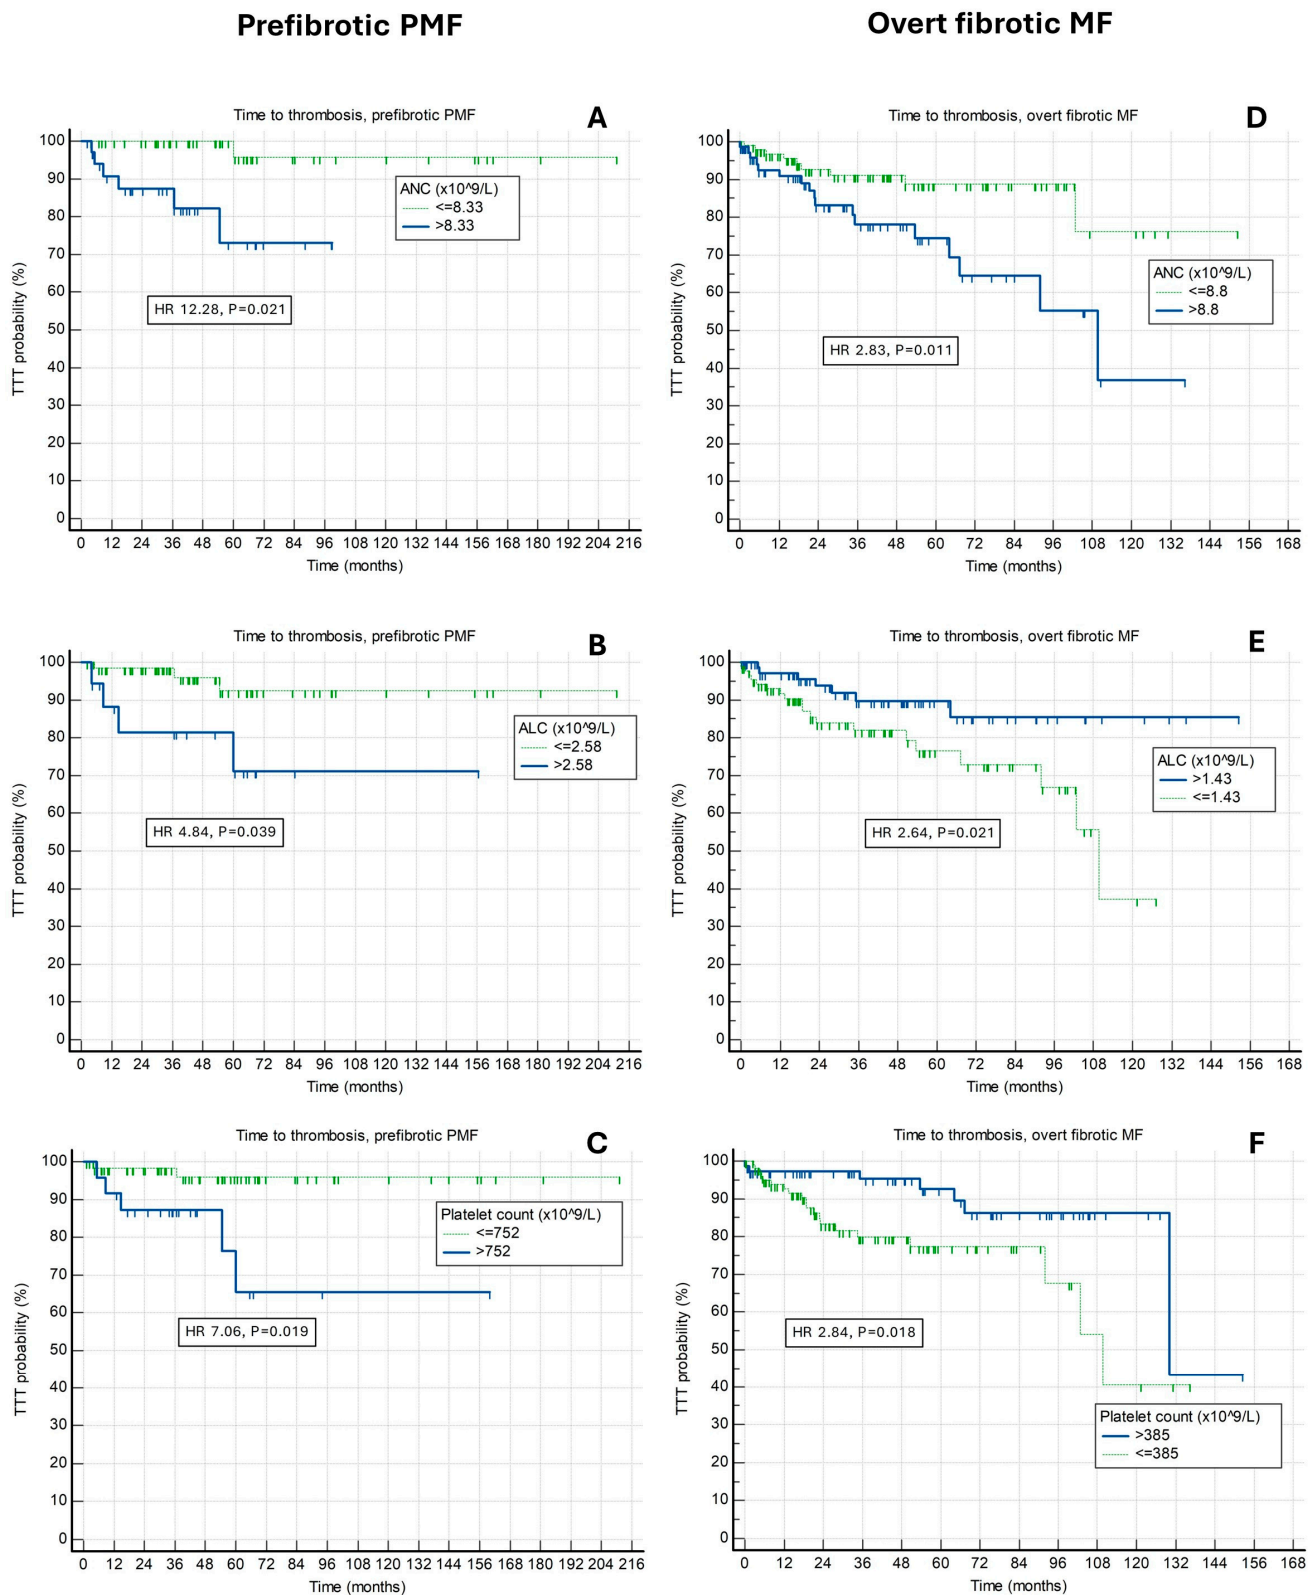 Prefibrotic PMF
Overt fibrotic MF
Time to thrombosis, prefibrotic PMF
A
TTT probability (%)
100
90
80
70
60
50
40
30
20
10
0
ANC (x10^9/L)
<=8.33
>8.33
HR 12.28, P=0.021
0 12 24 36 48 60 72 84 96 108 120 132 144 156 168 180 192 204 216
Time (months)
Time to thrombosis, overt fibrotic MF
D
TTT probability (%)
100
90
80
70
60
50
40
30
20
10
0
ANC (x10^9/L)
<=8.8
>8.8
HR 2.83, P=0.011
0 12 24 36 48 60 72 84 96 108 120 132 144 156 168
Time (months)
Time to thrombosis, prefibrotic PMF
B
TTT probability (%)
100
90
80
70
60
50
40
30
20
10
0
ALC (x10^9/L)
<=2.58
>2.58
HR 4.84, P=0.039
0 12 24 36 48 60 72 84 96 108 120 132 144 156 168 180 192 204 216
Time (months)
Time to thrombosis, overt fibrotic MF
E
TTT probability (%)
100
90
80
70
60
50
40
30
20
10
0
ALC (x10^9/L)
>1.43
<=1.43
HR 2.64, P=0.021
0 12 24 36 48 60 72 84 96 108 120 132 144 156 168
Time (months)
Time to thrombosis, prefibrotic PMF
C
TTT probability (%)
100
90
80
70
60
50
40
30
20
10
0
Platelet count (x10^9/L)
<=752
>752
HR 7.06, P=0.019
0 12 24 36 48 60 72 84 96 108 120 132 144 156 168 180 192 204 216
Time (months)
Time to thrombosis, overt fibrotic MF
F
TTT probability (%)
100
90
80
70
60
50
40
30
20
10
0
HR 2.84, P=0.018
Platelet count (x10^9/L)
>385
<=385
0 12 24 36 48 60 72 84 96 108 120 132 144 156 168
Time (months)